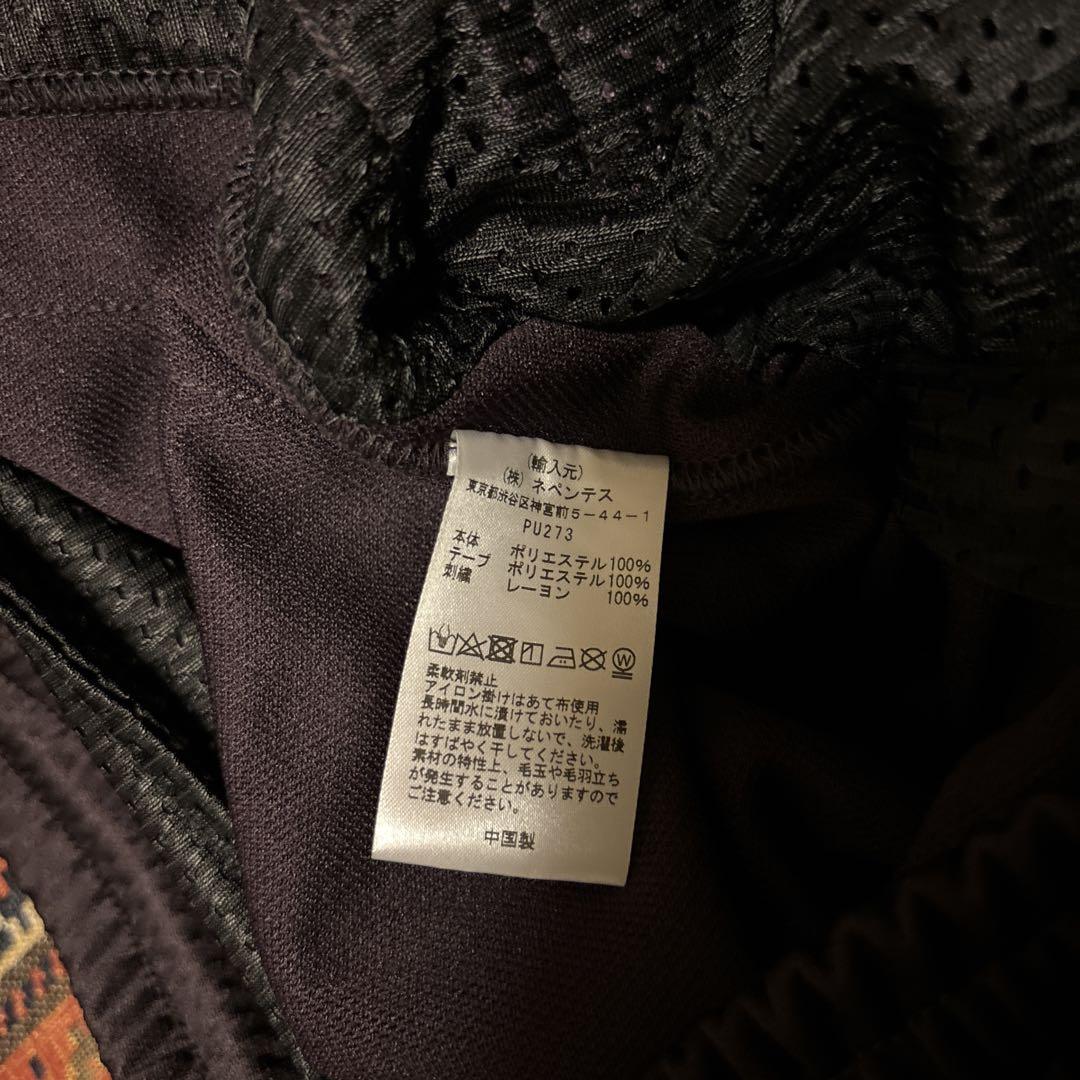 (輸入元)
(株) ネペンテス
東京都渋谷区神宮前5-44-1
PU273
本体 ポリエステル100%
テープ ポリエステル100%
刺繍 レーヨン 100%
W
柔軟剤禁止
アイロン掛けはあて布使用
長時間水に漬けておいたり、濡
れたまま放置しないで、洗濯後
はすばやく干してください。
素材の特性上、毛玉や毛羽立ち
が発生することがありますので
ご注意ください。
中国製